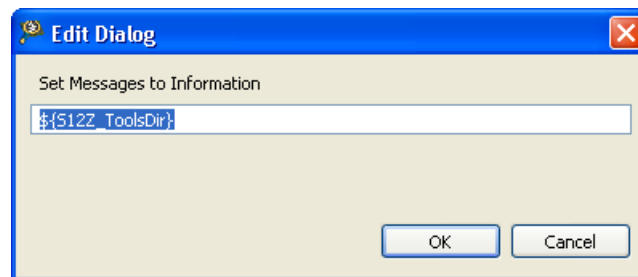 Edit Dialog
Set Messages to Information
${S12Z_ToolsDir}
OK
Cancel